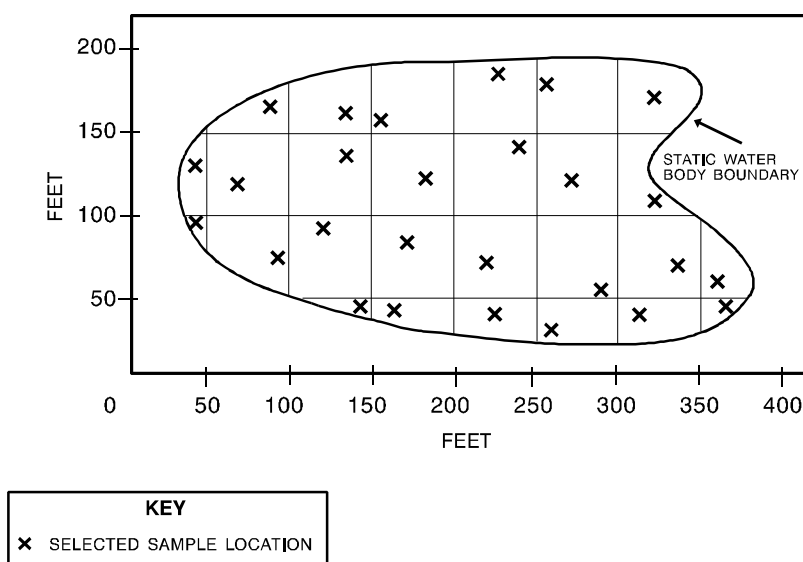 200
150
100
50
FEET
STATIC WATER
BODY BOUNDARY
0 50 100 150 200 250 300 350 400
FEET
KEY
SELECTED SAMPLE LOCATION